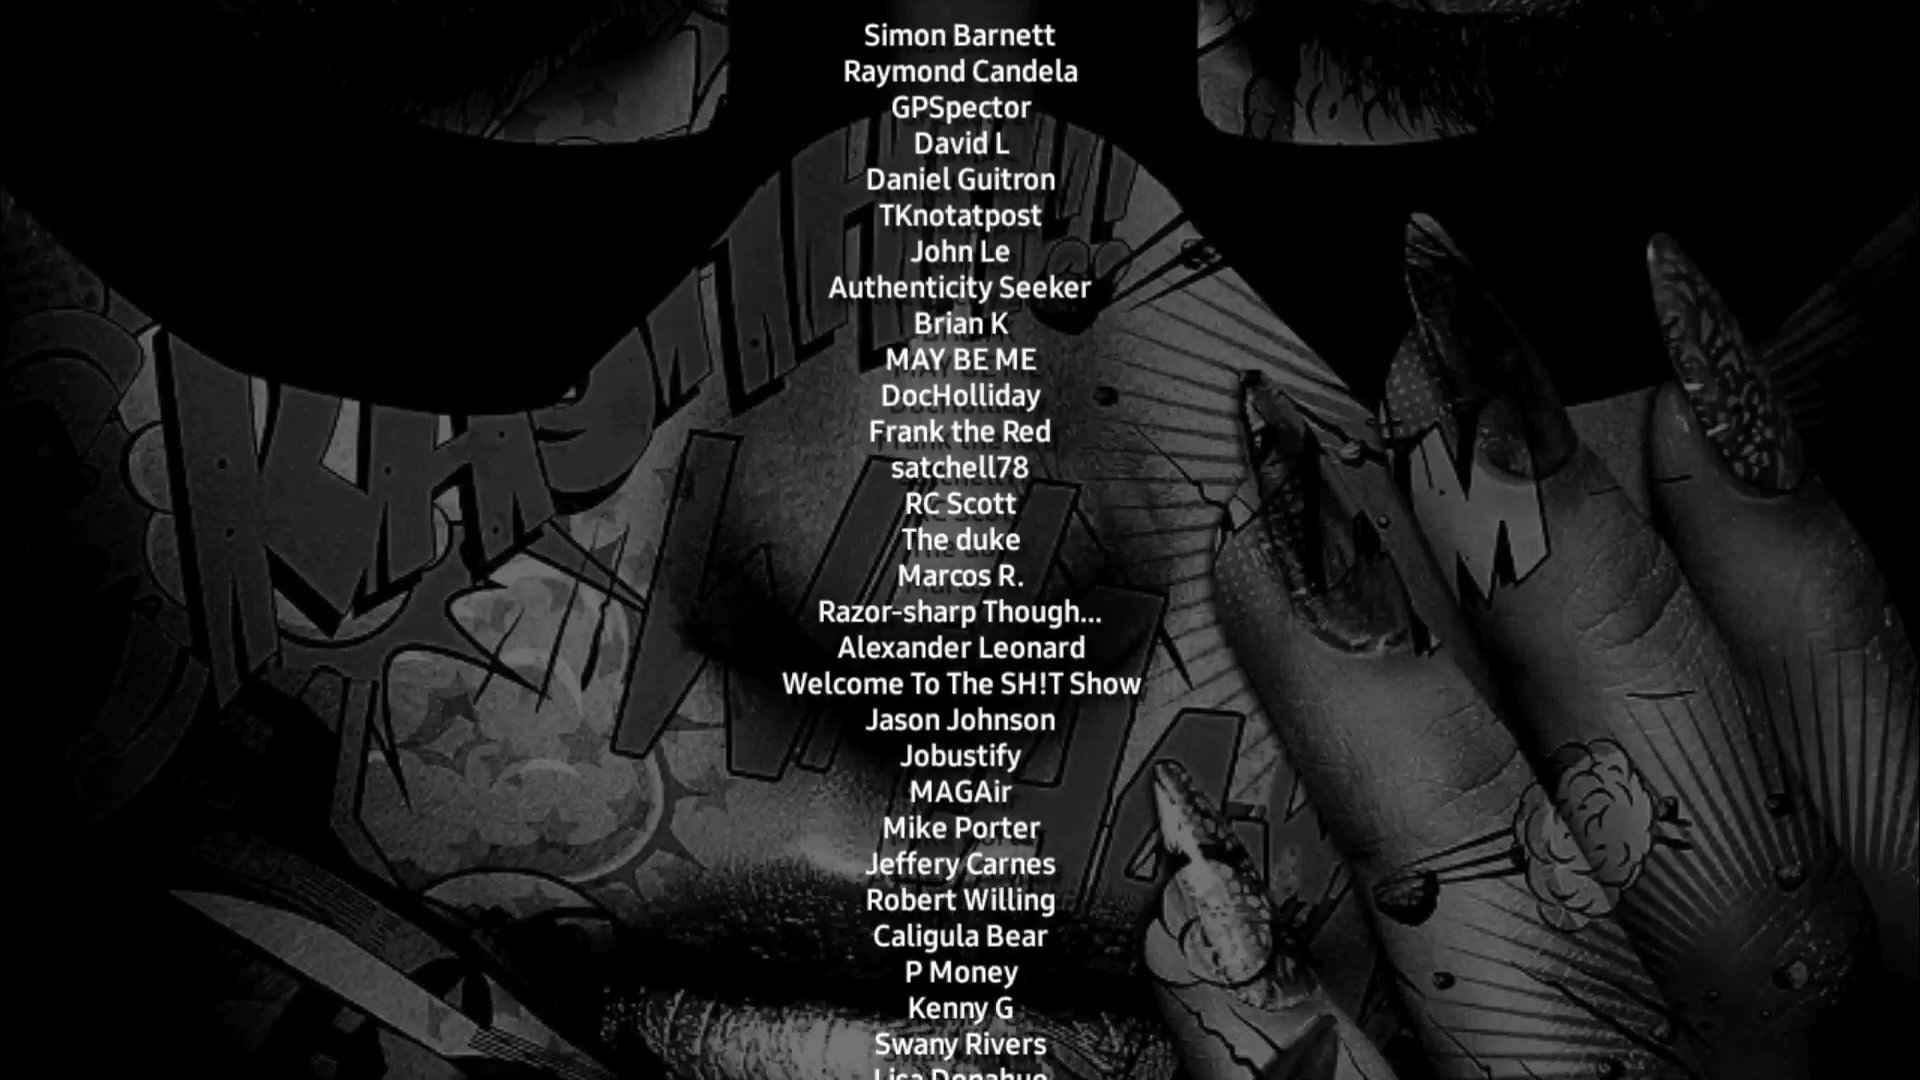 Simon Barnett
Raymond Candela
GPSpector
David L
Daniel Guitron
TKnotatpost
John Le
Authenticity Seeker
Brian K
MAY BE ME
DocHolliday
Frank the Red
satchell78
RC Scott
The duke
Marcos R.
Razor-sharp Though...
Alexander Leonard
Welcome To The SH!T Show
Jason Johnson
Jobustify
MAGAir
Mike Porter
Jeffery Carnes
Robert Willing
Caligula Bear
P Money
Kenny G
Swany Rivers
Lisa Donahue